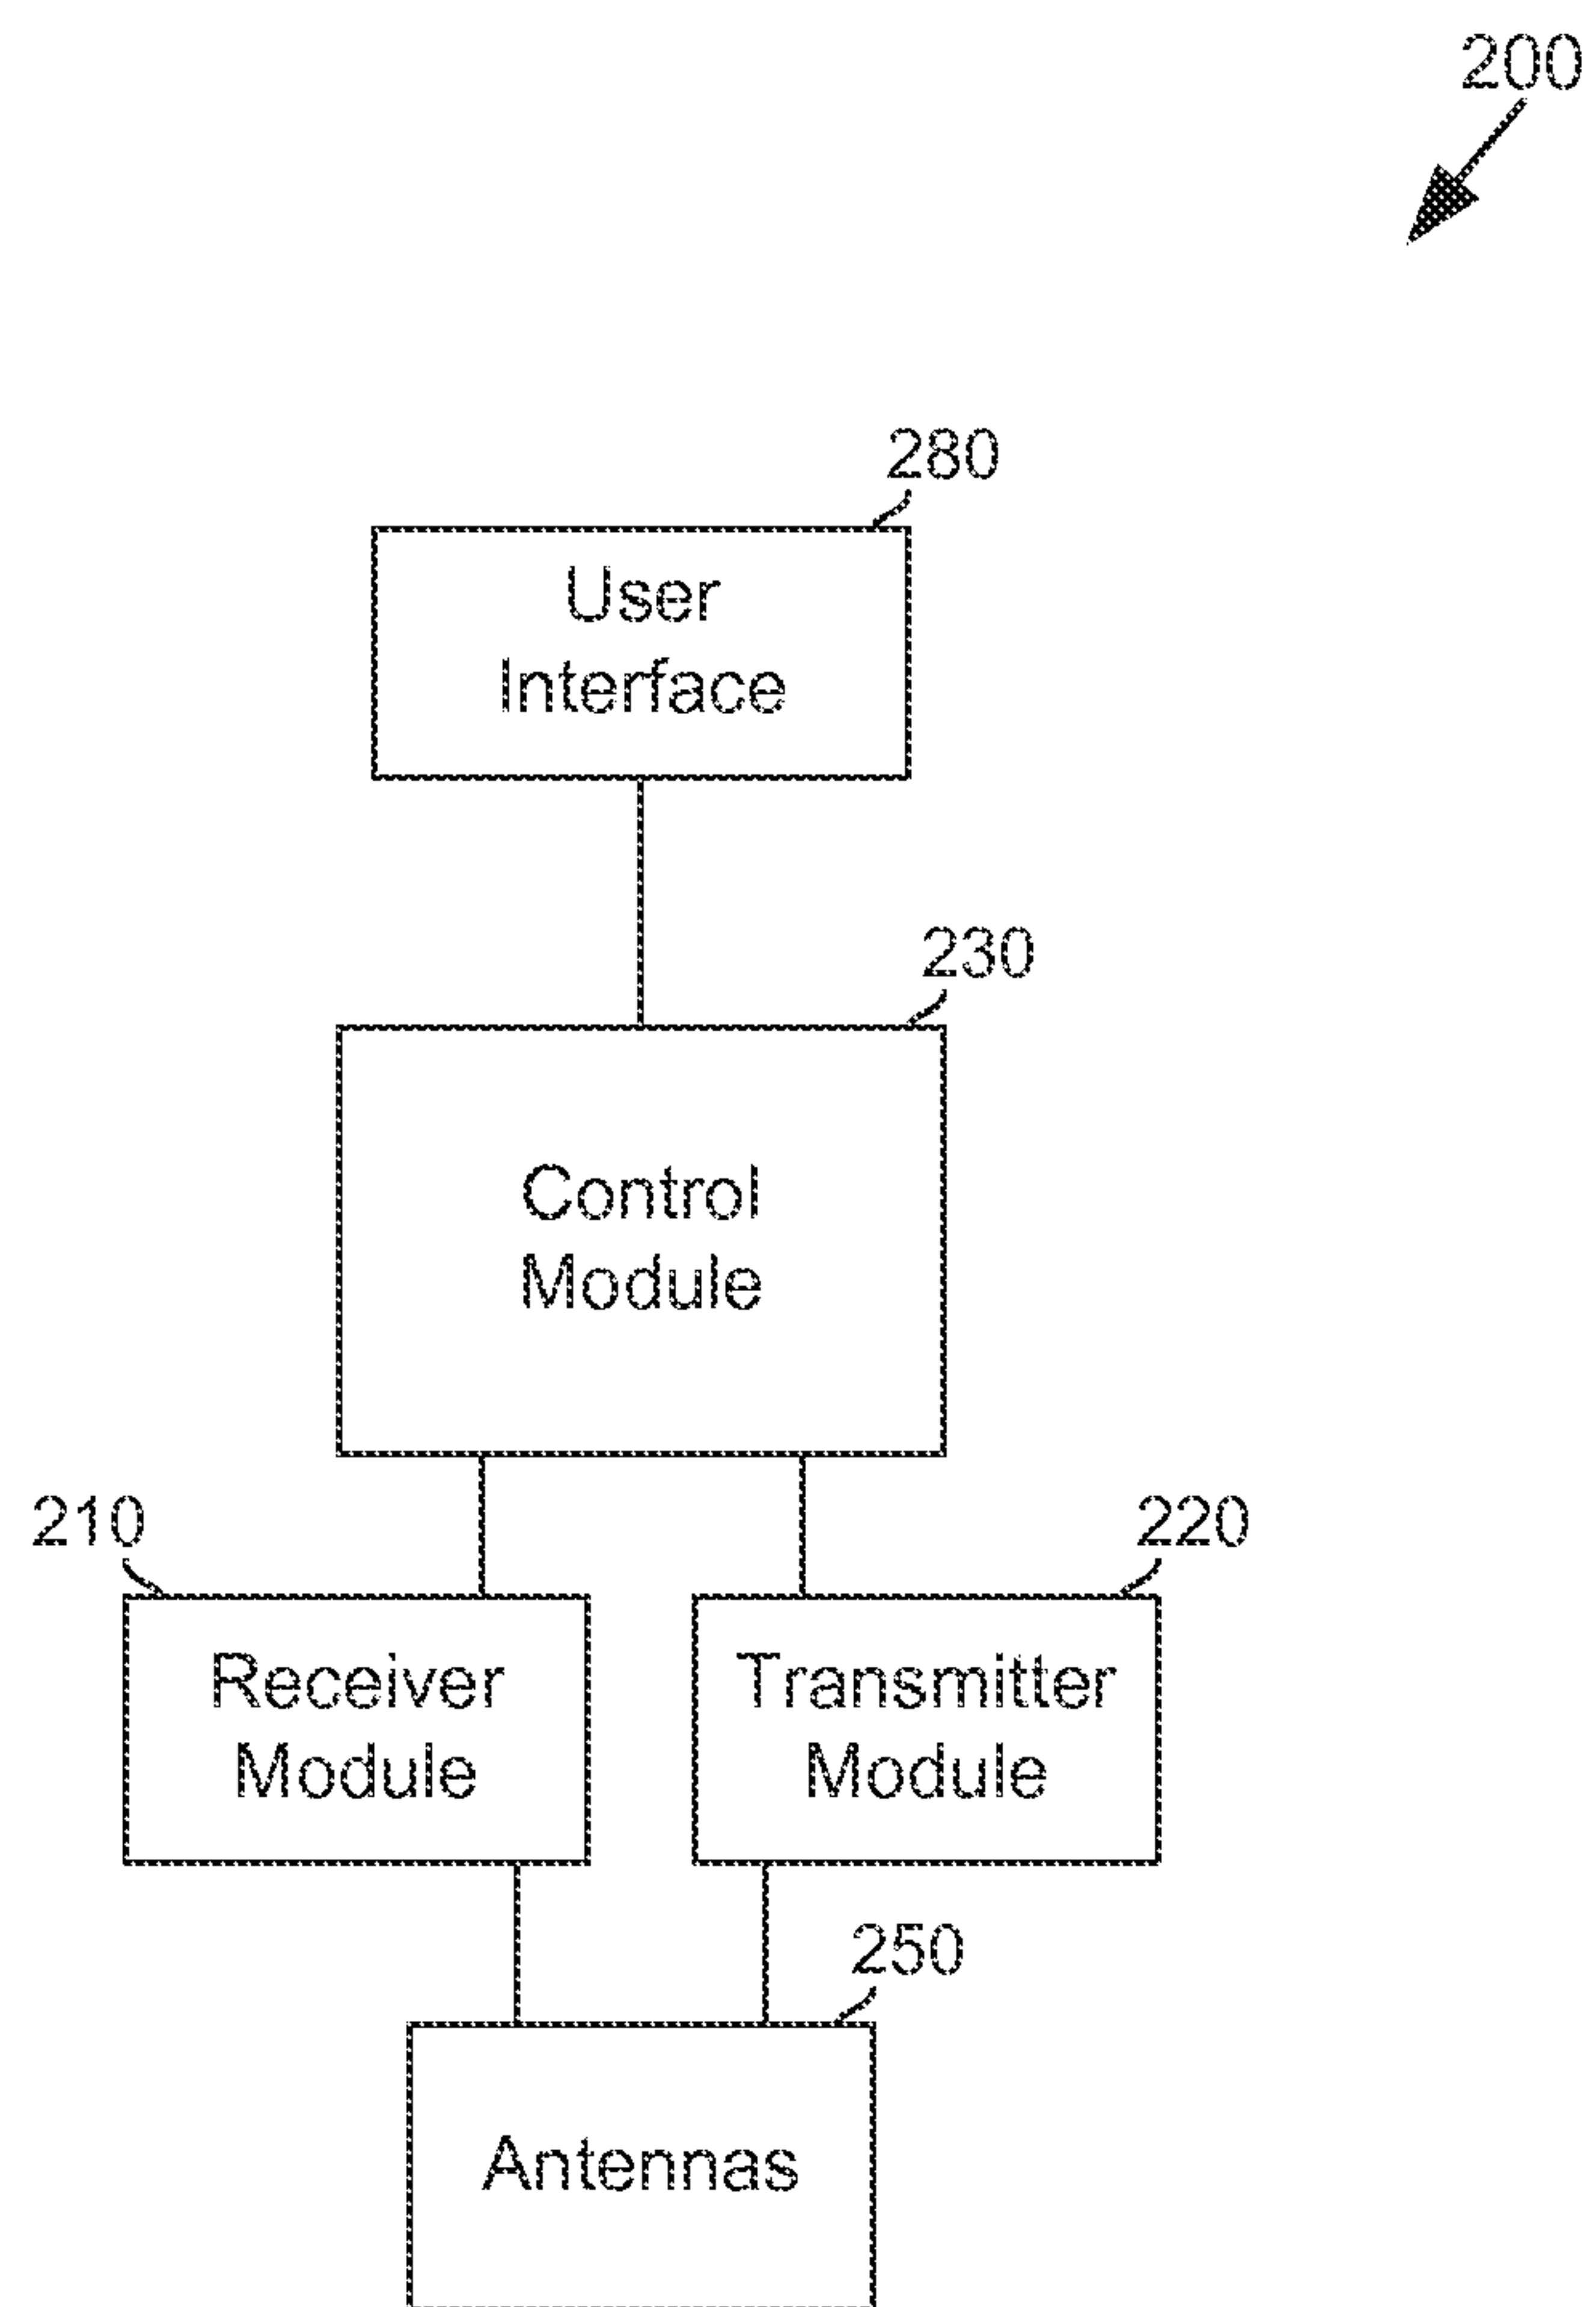 200
280
User
Interface
230
Control
Module
210
220
Receiver
Module
Transmitter
Module
250
Antennas